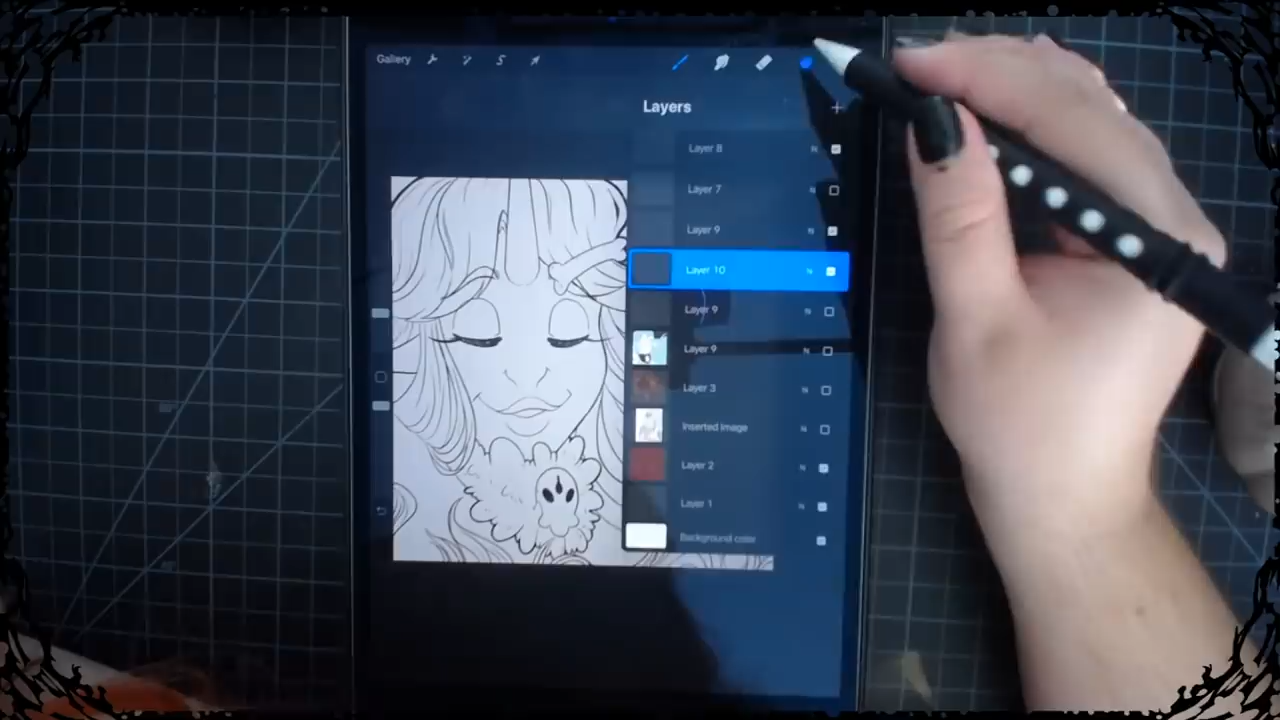 Gallery
Layers
Layer 8 N
Layer 7 N
Layer 9 N
Layer 10 N
Layer 9 N
Layer 9 N
Layer 3 N
Inserted Image N
Layer 2 N
Layer 1 N
Background color